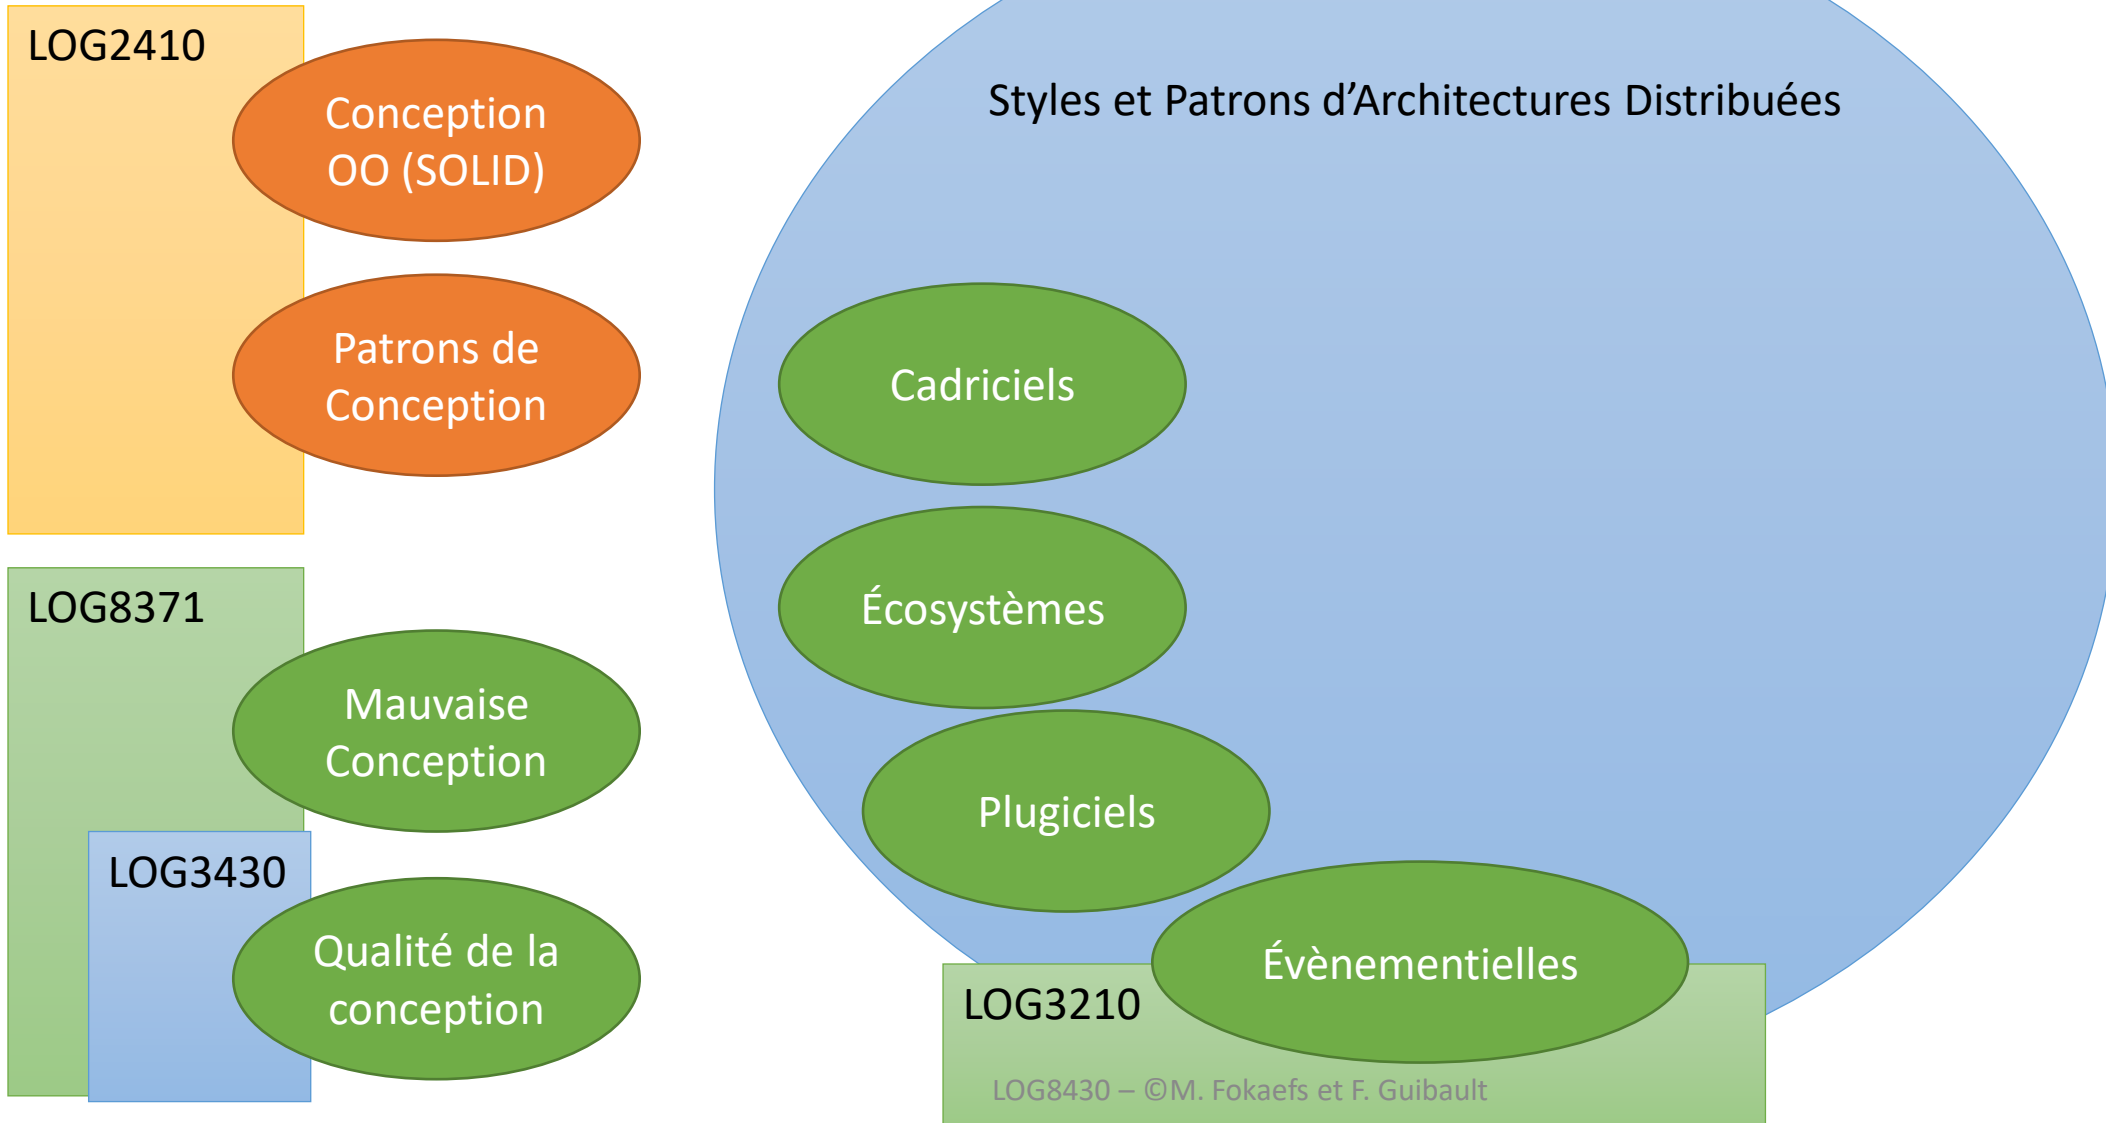 LOG2410
Conception
OO (SOLID)
Patrons de
Conception
LOG8371
Mauvaise
Conception
LOG3430
Qualité de la
conception
Styles et Patrons d’Architectures Distribuées
Cadriciels
Écosystèmes
Plugiciels
Évènementielles
LOG3210
LOG8430 – ©M. Fokaefs et F. Guibault